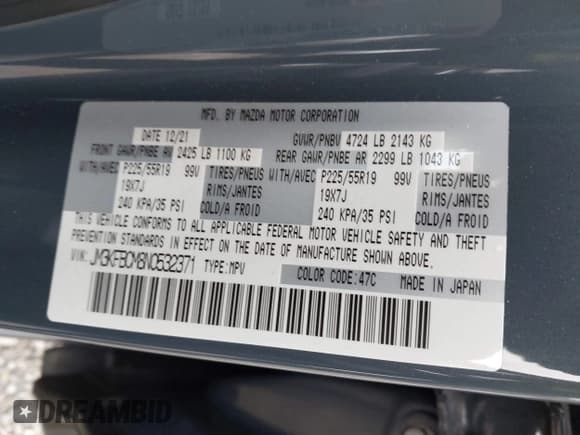 MFD. BY MAZDA MOTOR CORPORATION
DATE 12/21 GVWR/PNBV 4724 LB 2143 KG
FRONT GAWR/PNBE AV 2425 LB 1100 KG REAR GAWR/PNBE AR 2299 LB 1043 KG
WITH/AVEC P225/55R19 99V TIRES/PNEUS WITH/AVEC P225/55R19 99V TIRES/PNEUS
19X7J RIMS/JANTES 19X7J RIMS/JANTES
240 KPA/35 PSI COLD/A FROID 240 KPA/35 PSI COLD/A FROID
THIS VEHICLE CONFORMS TO ALL APPLICABLE FEDERAL MOTOR VEHICLE SAFETY AND THEFT
PREVENTION STANDARDS IN EFFECT ON THE DATE OF MANUFACTURE SHOWN ABOVE.
VIN: JM3KFBCM8N0532371 TYPE: MPV COLOR CODE: 47C MADE IN JAPAN
DREAMBID